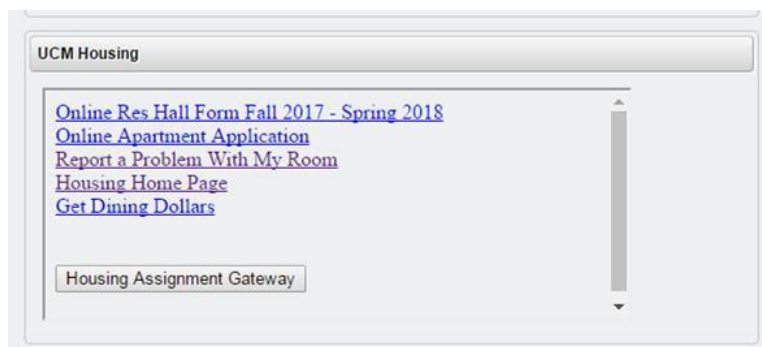 UCM Housing
Online Res Hall Form Fall 2017 - Spring 2018
Online Apartment Application
Report a Problem With My Room
Housing Home Page
Get Dining Dollars
Housing Assignment Gateway